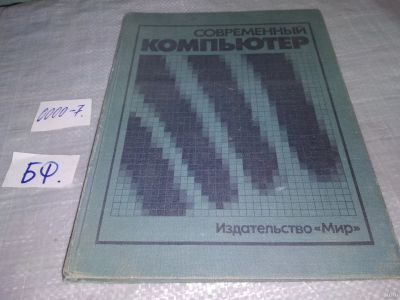 СОВРЕМЕННЫЙ
КОМПЬЮТЕР
0000-7.
БФ.
Издательство «Мир»